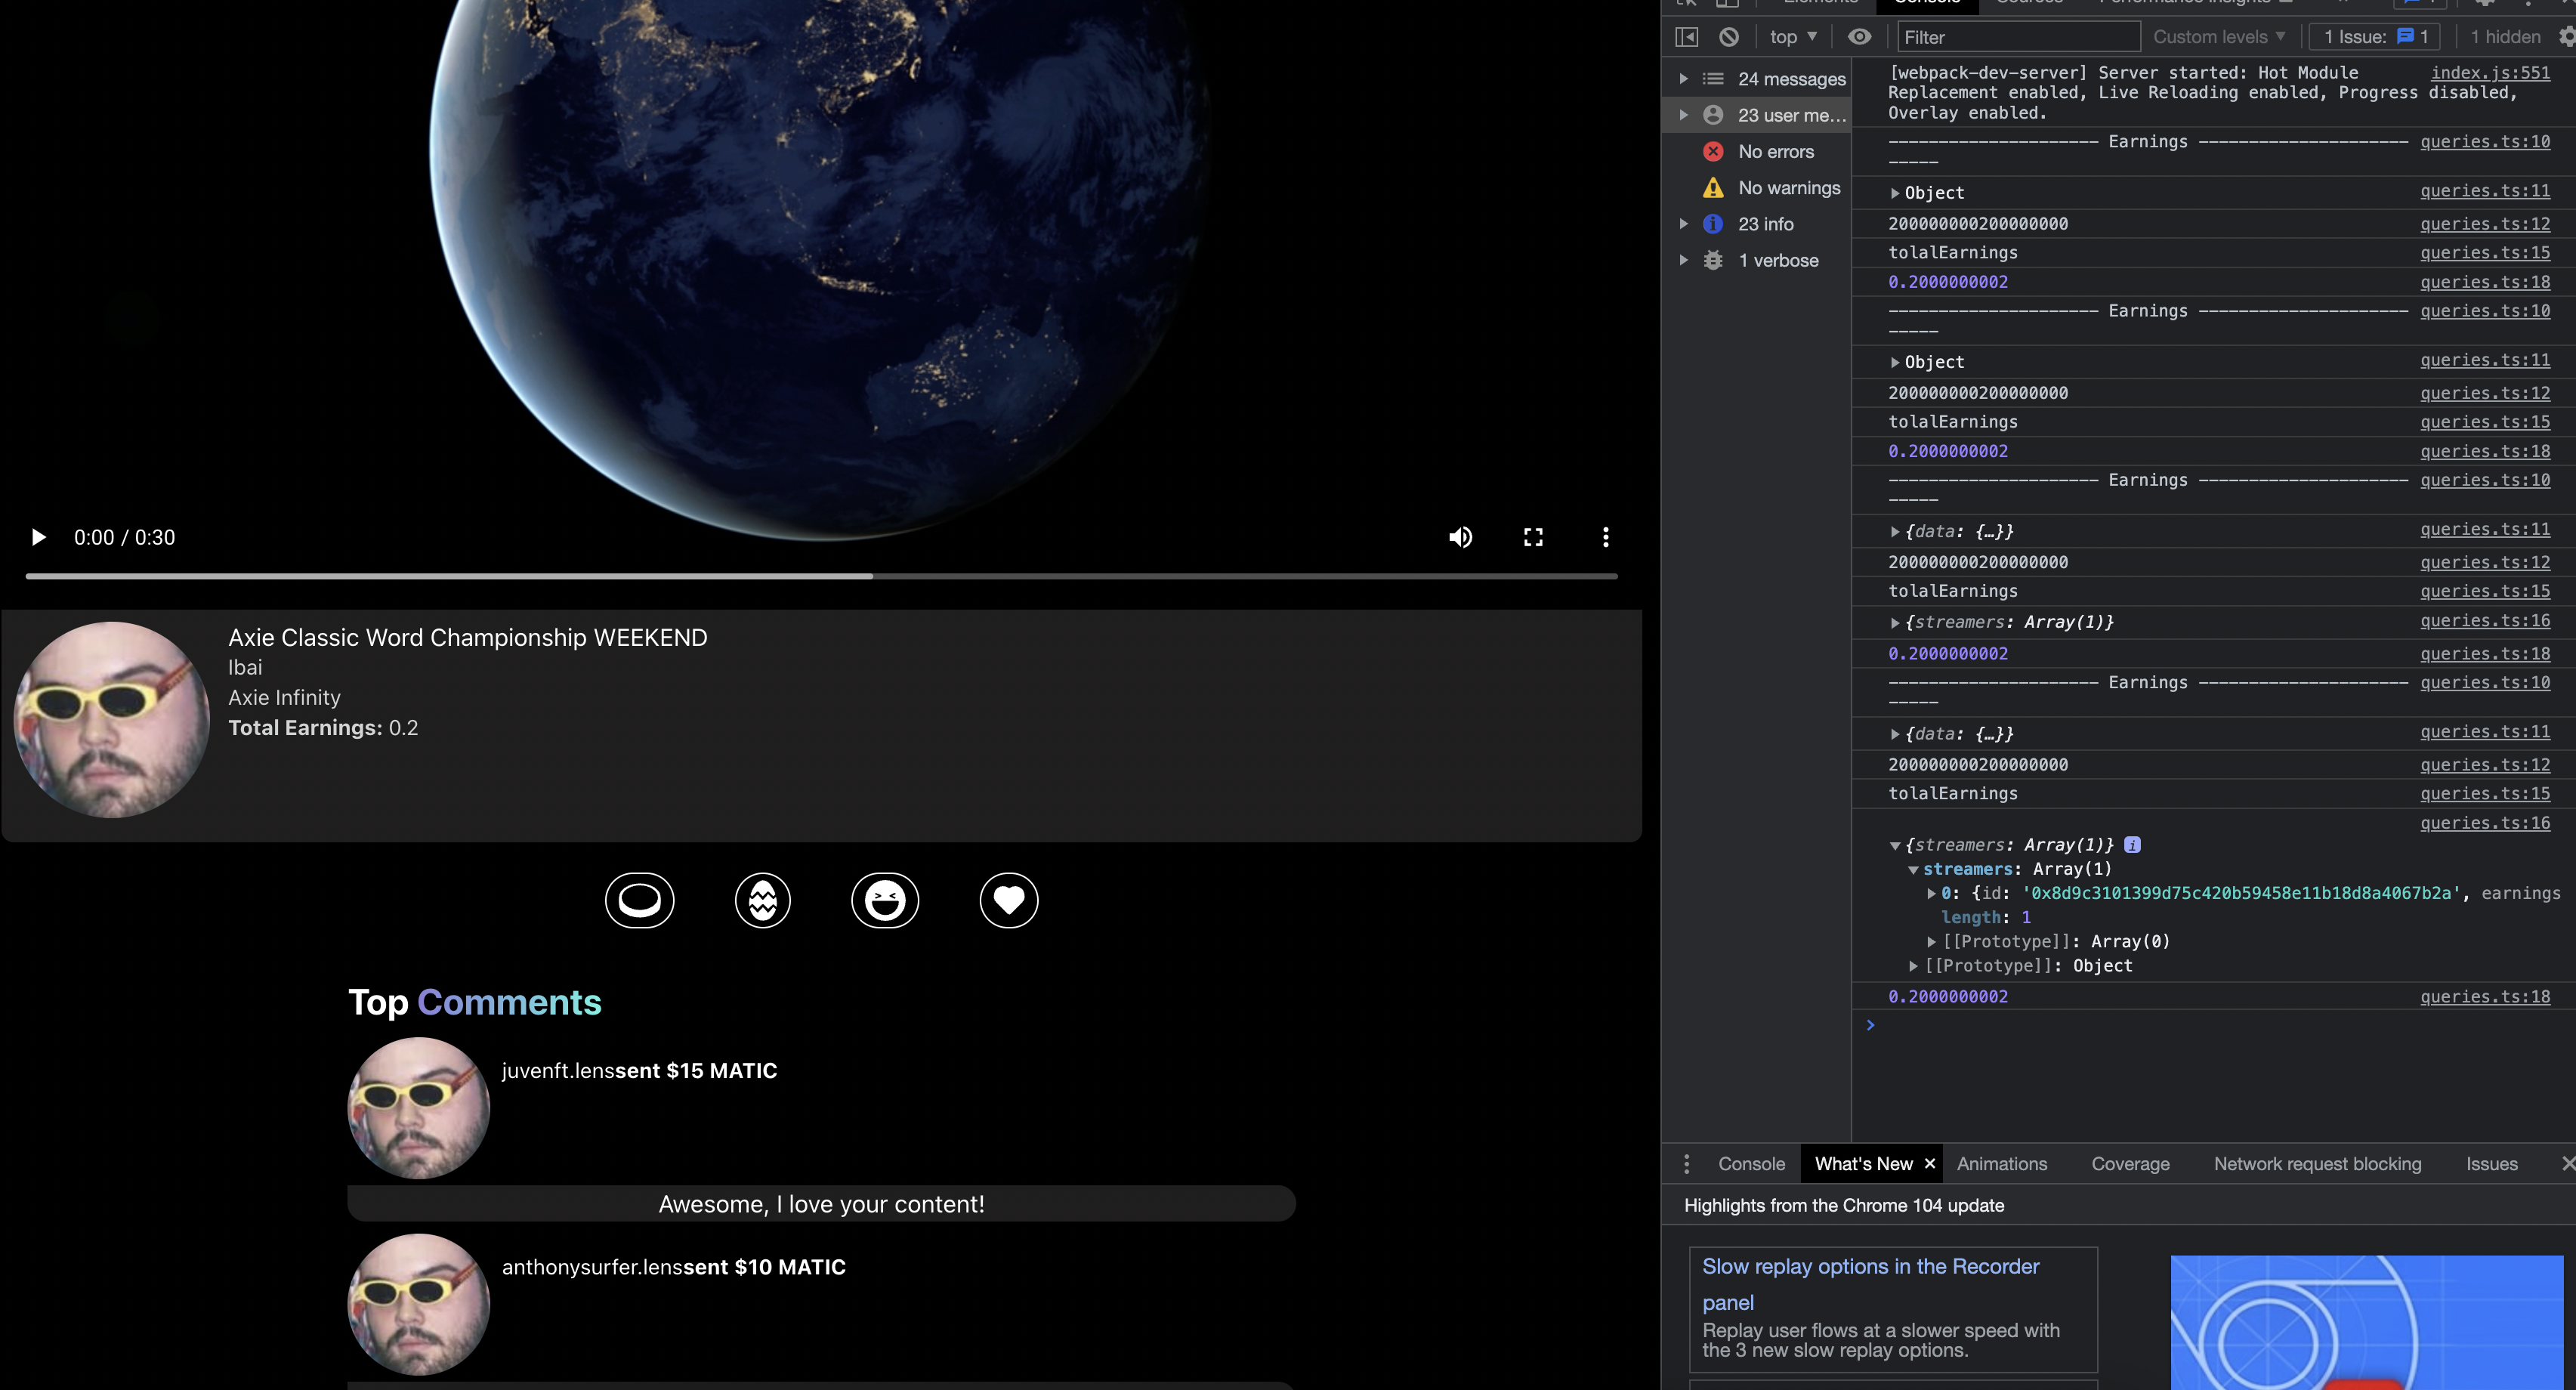 0:00 / 0:30
Axie Classic Word Championship WEEKEND
Ibai
Axie Infinity
Total Earnings: 0.2
Top Comments
juvenft.lenssent $15 MATIC
Awesome, I love your content!
anthonysurfer.lenssent $10 MATIC
Elements Console Sources Performance insights
top Filter Custom levels 1 Issue: 1 1 hidden
24 messages
23 user me...
No errors
No warnings
23 info
1 verbose
[webpack-dev-server] Server started: Hot Module index.js:551
Replacement enabled, Live Reloading enabled, Progress disabled,
Overlay enabled.
--------------------- Earnings --------------------- queries.ts:10
-----
Object queries.ts:11
200000000200000000 queries.ts:12
tolalEarnings queries.ts:15
0.2000000002 queries.ts:18
--------------------- Earnings --------------------- queries.ts:10
-----
Object queries.ts:11
200000000200000000 queries.ts:12
tolalEarnings queries.ts:15
0.2000000002 queries.ts:18
--------------------- Earnings --------------------- queries.ts:10
-----
{data: {…}} queries.ts:11
200000000200000000 queries.ts:12
tolalEarnings queries.ts:15
{streamers: Array(1)} queries.ts:16
0.2000000002 queries.ts:18
--------------------- Earnings --------------------- queries.ts:10
-----
{data: {…}} queries.ts:11
200000000200000000 queries.ts:12
tolalEarnings queries.ts:15
queries.ts:16
{streamers: Array(1)} i
streamers: Array(1)
0: {id: '0x8d9c3101399d75c420b59458e11b18d8a4067b2a', earnings
length: 1
[[Prototype]]: Array(0)
[[Prototype]]: Object
0.2000000002 queries.ts:18
Console What's New Animations Coverage Network request blocking Issues
Highlights from the Chrome 104 update
Slow replay options in the Recorder
panel
Replay user flows at a slower speed with
the 3 new slow replay options.